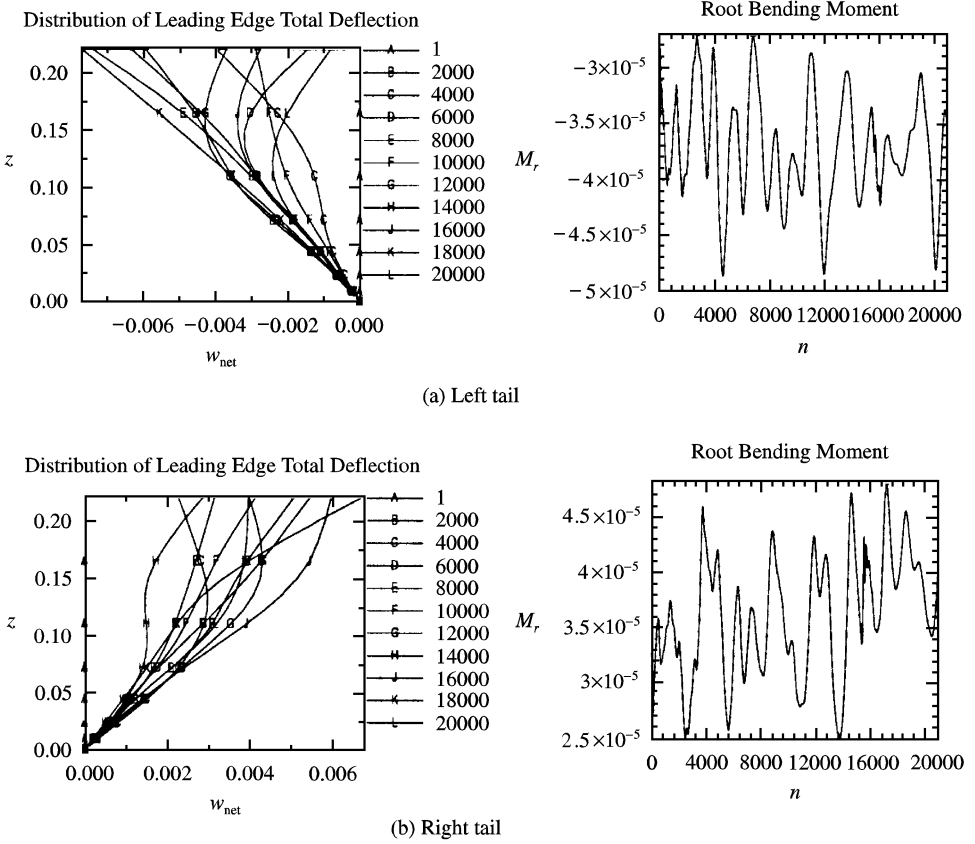 Distribution of Leading Edge Total Deflection
0.20
0.15
z
0.10
0.05
0.00
−0.006 −0.004 −0.002 0.000
w_net
A 1
B 2000
C 4000
D 6000
E 8000
F 10000
G 12000
H 14000
J 16000
K 18000
L 20000
Root Bending Moment
−3×10⁻⁵
−3.5×10⁻⁵
M_r
−4×10⁻⁵
−4.5×10⁻⁵
−5×10⁻⁵
0 4000 8000 12000 16000 20000
n
(a) Left tail
Distribution of Leading Edge Total Deflection
0.20
0.15
z
0.10
0.05
0.00
0.000 0.002 0.004 0.006
w_net
A 1
B 2000
C 4000
D 6000
E 8000
F 10000
G 12000
H 14000
J 16000
K 18000
L 20000
Root Bending Moment
4.5×10⁻⁵
4×10⁻⁵
M_r
3.5×10⁻⁵
3×10⁻⁵
2.5×10⁻⁵
0 4000 8000 12000 16000 20000
n
(b) Right tail